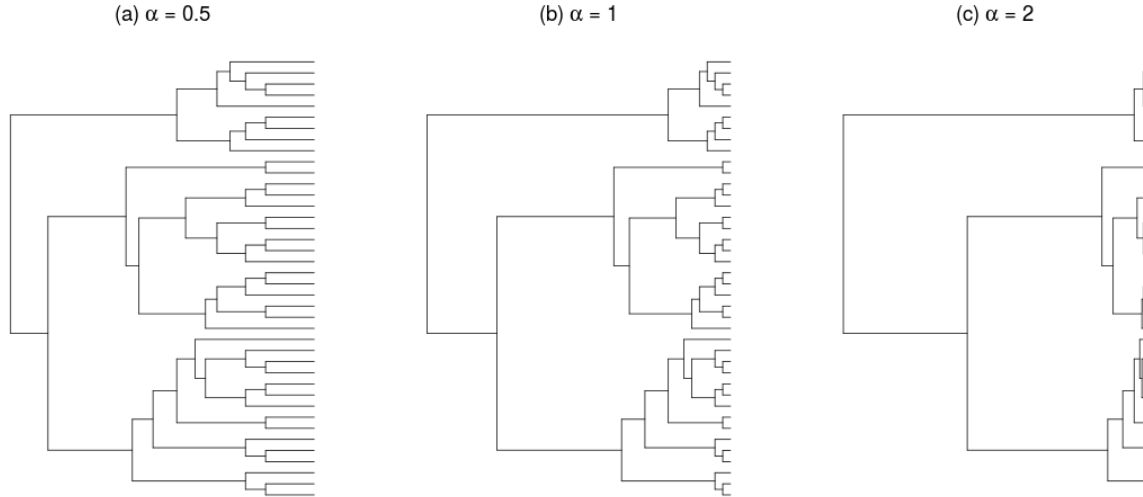 (a) α = 0.5
(b) α = 1
(c) α = 2